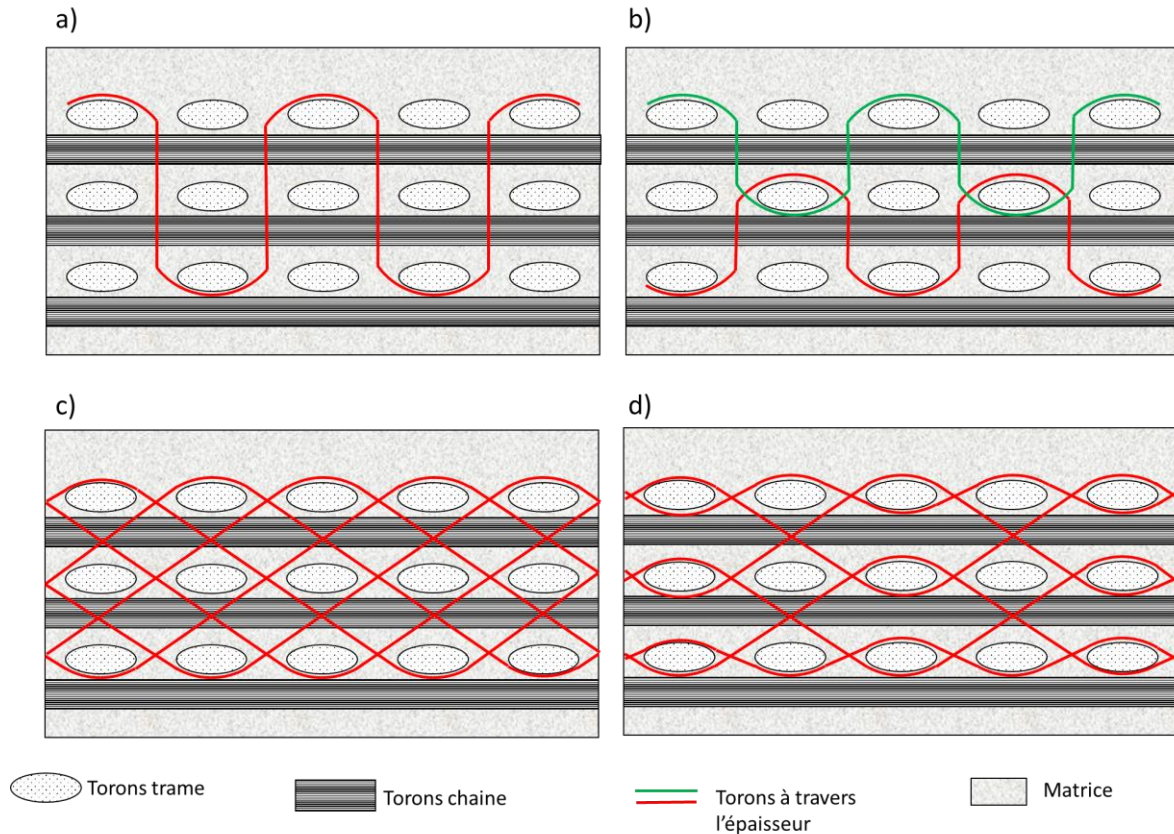 a)
b)
c)
d)
Torons trame
Torons chaine
Torons à travers
l'épaisseur
Matrice